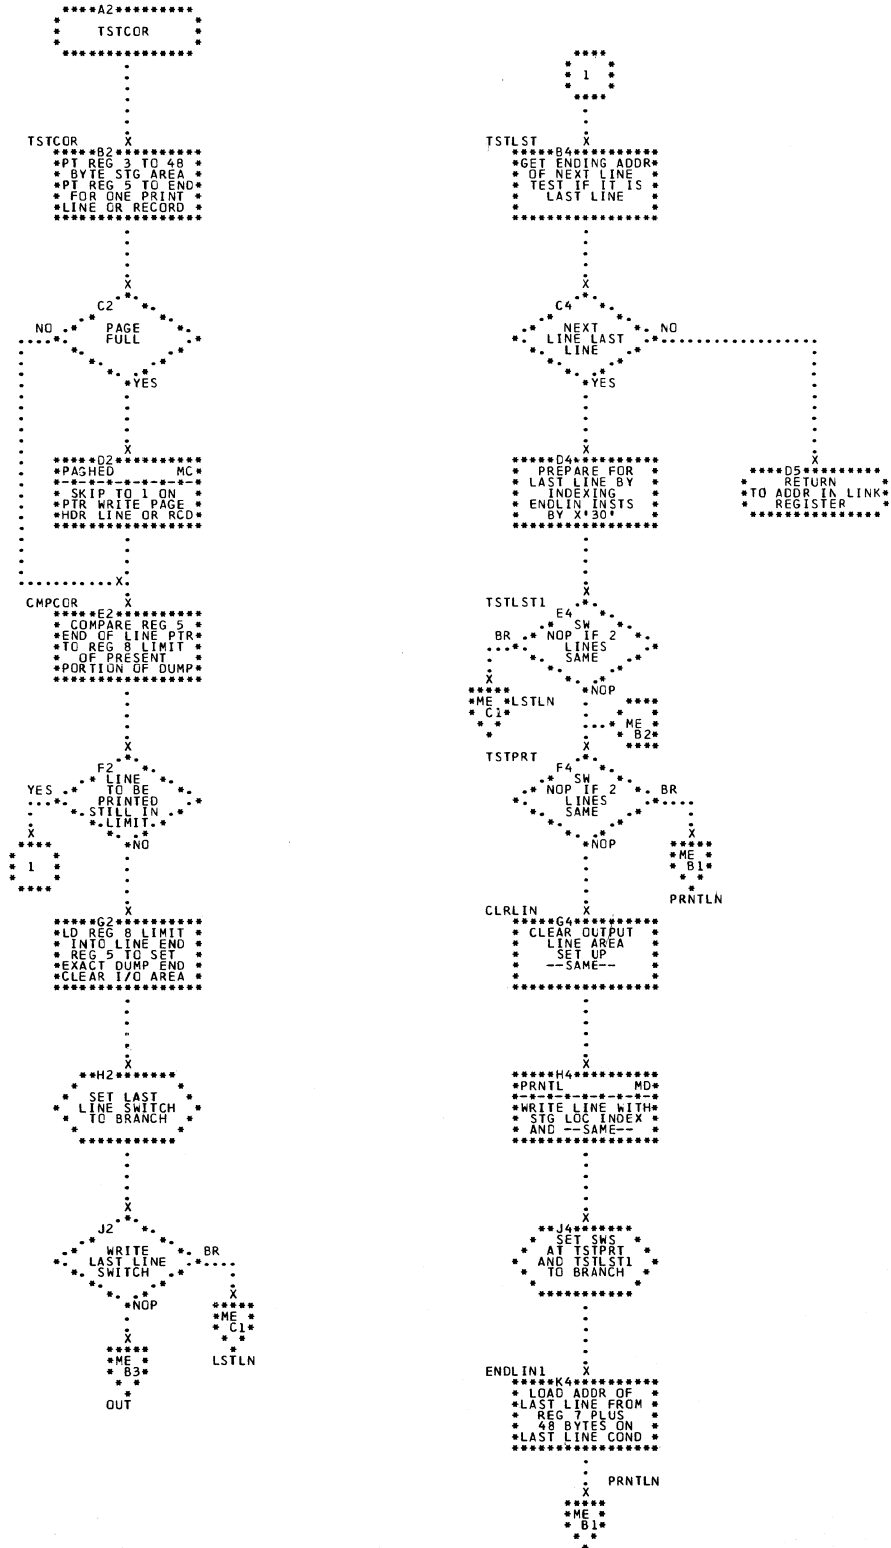 A2
TSTCOR
TSTCOR
B2
PT REG 3 TO 48
BYTE STG AREA
PT REG 5 TO END
FOR ONE PRINT
LINE OR RECORD
C2
NO
PAGE
FULL
YES
D2
PAGHED MC
SKIP TO 1 ON
PTR WRITE PAGE
HDR LINE OR RCD
CMPCOR
E2
COMPARE REG 5
END OF LINE PTR
TO REG 8 LIMIT
OF PRESENT
PORTION OF DUMP
F2
YES
LINE
TO BE
PRINTED
STILL IN
LIMIT
NO
1
G2
LD REG 8 LIMIT
INTO LINE END
REG 5 TO SET
EXACT DUMP END
CLEAR I/O AREA
H2
SET LAST
LINE SWITCH
TO BRANCH
J2
WRITE
LAST LINE
SWITCH
BR
NOP
ME
C1
LSTLN
ME
B3
OUT
1
TSTLST
B4
GET ENDING ADDR
OF NEXT LINE
TEST IF IT IS
LAST LINE
C4
NEXT
LINE LAST
LINE
NO
YES
D4
PREPARE FOR
LAST LINE BY
INDEXING
ENDLIN INSTS
BY X'30'
D5
RETURN
TO ADDR IN LINK
REGISTER
TSTLST1
E4
BR
SW
NOP IF 2
LINES
SAME
NOP
ME
C1
LSTLN
ME
B2
TSTPRT
F4
SW
NOP IF 2
LINES
SAME
BR
NOP
ME
B1
PRNTLN
CLRLIN
G4
CLEAR OUTPUT
LINE AREA
SET UP
--SAME--
H4
PRNTL MD
WRITE LINE WITH
STG LOC INDEX
AND --SAME--
J4
SET SWS
AT TSTPRT
AND TSTLST1
TO BRANCH
ENDLIN1
K4
LOAD ADDR OF
LAST LINE FROM
REG 7 PLUS
48 BYTES ON
LAST LINE COND
PRNTLN
ME
B1